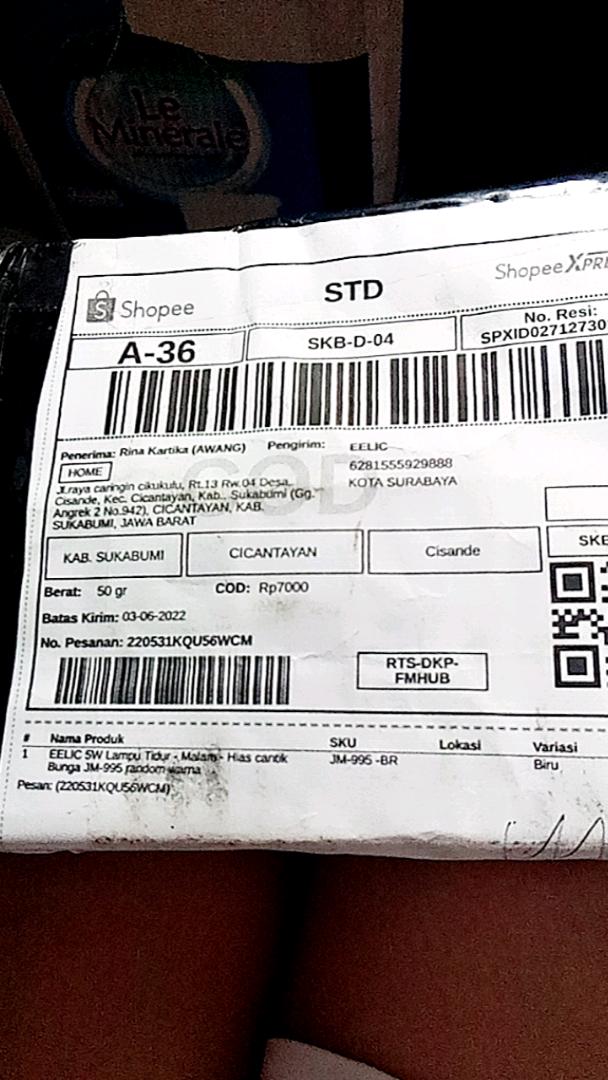 Le
Minerale
Shopee
STD
Shopee XPRE
A-36
SKB-D-04
No. Resi:
SPXID02712730
COD
Penerima: Rina Kartika (AWANG)
HOME
Jl.raya caringin cikukulu, Rt.13 Rw.04 Desa.
Cisande, Kec. Cicantayan, Kab., Sukabumi (Gg.
Angrek 2 No.942), CICANTAYAN, KAB.
SUKABUMI, JAWA BARAT
Pengirim: EELIC
6281555929888
KOTA SURABAYA
KAB. SUKABUMI
CICANTAYAN
Cisande
SKB
Berat: 50 gr
COD: Rp7000
Batas Kirim: 03-06-2022
No. Pesanan: 220531KQU56WCM
RTS-DKP-
FMHUB
# Nama Produk SKU Lokasi Variasi
1 EELIC 5W Lampu Tidur - Malam - Hias cantik JM-995 -BR Biru
Bunga JM-995 random warna
Pesan: (220531KQU56WCM)